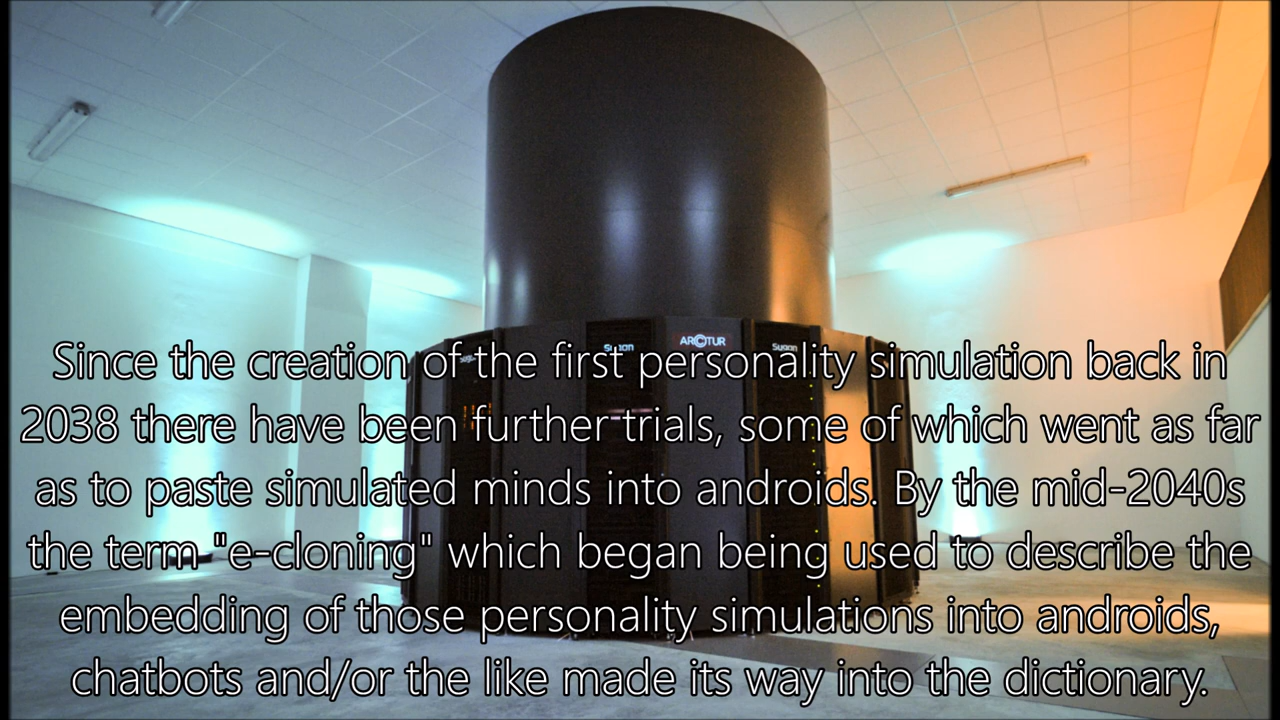 Sugon
ARCTUR
Sugon
Since the creation of the first personality simulation back in
2038 there have been further trials, some of which went as far
as to paste simulated minds into androids. By the mid-2040s
the term "e-cloning" which began being used to describe the
embedding of those personality simulations into androids,
chatbots and/or the like made its way into the dictionary.